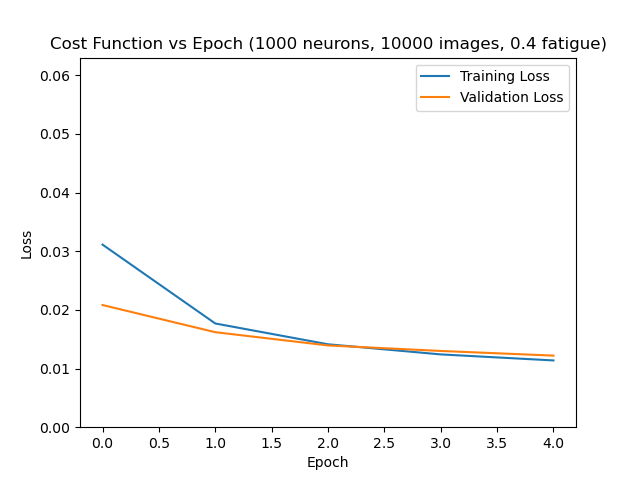 Cost Function vs Epoch (1000 neurons, 10000 images, 0.4 fatigue)
Training Loss
Validation Loss
0.06
0.05
0.04
0.03
0.02
0.01
0.00
Loss
0.0 0.5 1.0 1.5 2.0 2.5 3.0 3.5 4.0
Epoch